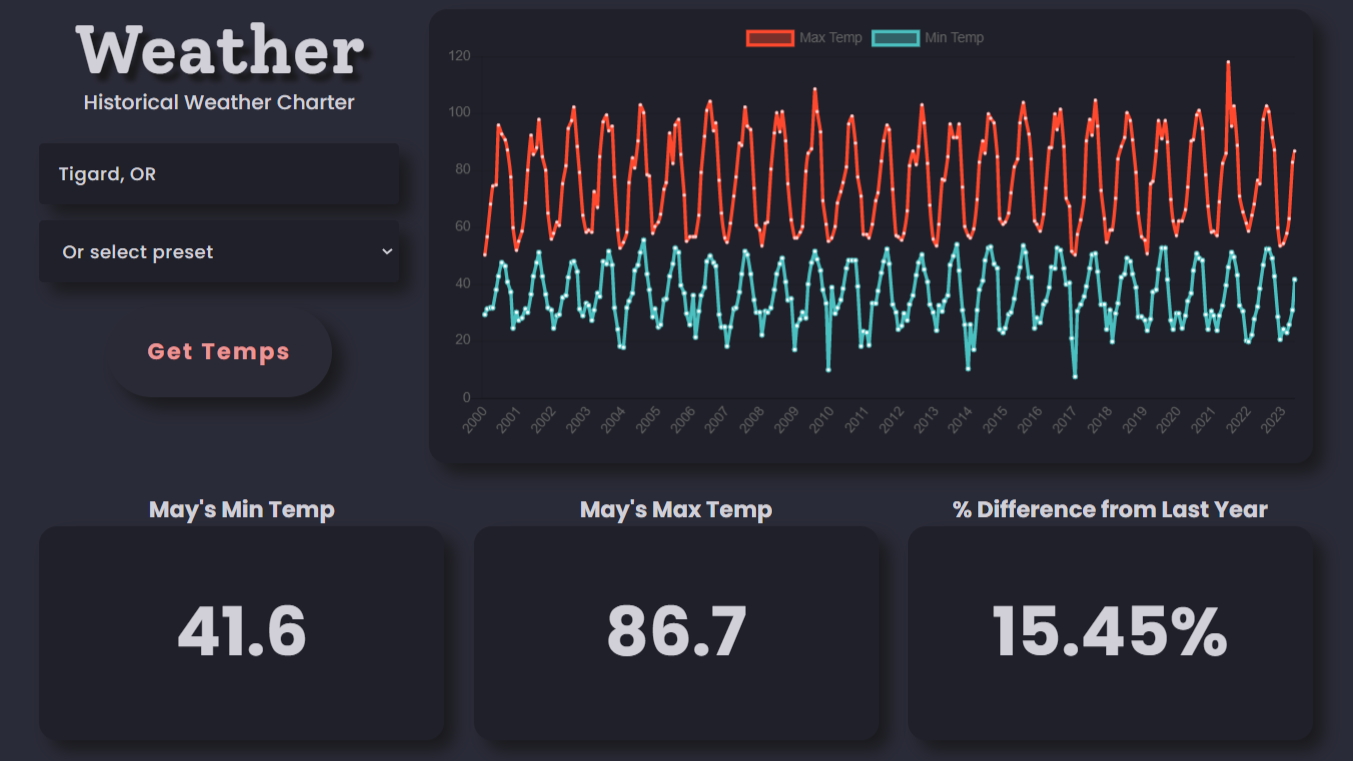 Weather
Historical Weather Charter
Tigard, OR
Or select preset
Get Temps
Max Temp Min Temp
120
100
80
60
40
20
0
2000 2001 2002 2003 2004 2005 2006 2007 2008 2009 2010 2011 2012 2013 2014 2015 2016 2017 2018 2019 2020 2021 2022 2023
May's Min Temp
41.6
May's Max Temp
86.7
% Difference from Last Year
15.45%